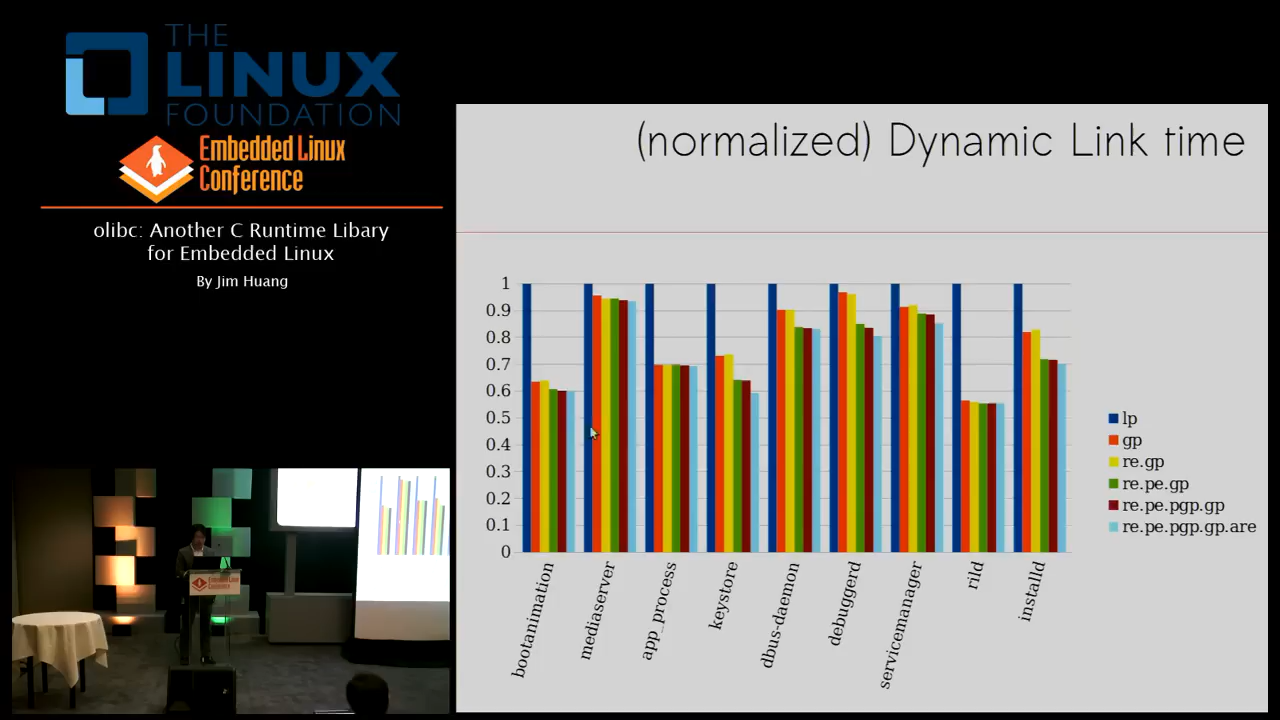 THE
LINUX
FOUNDATION
Embedded Linux
Conference
olibc: Another C Runtime Libary
for Embedded Linux
By Jim Huang
(normalized) Dynamic Link time
1
0.9
0.8
0.7
0.6
0.5
0.4
0.3
0.2
0.1
0
bootanimation
mediaserver
app_process
keystore
dbus-daemon
debuggerd
servicemanager
rild
installd
lp
gp
re.gp
re.pe.gp
re.pe.pgp.gp
re.pe.pgp.gp.are
Embedded Linux
Conference